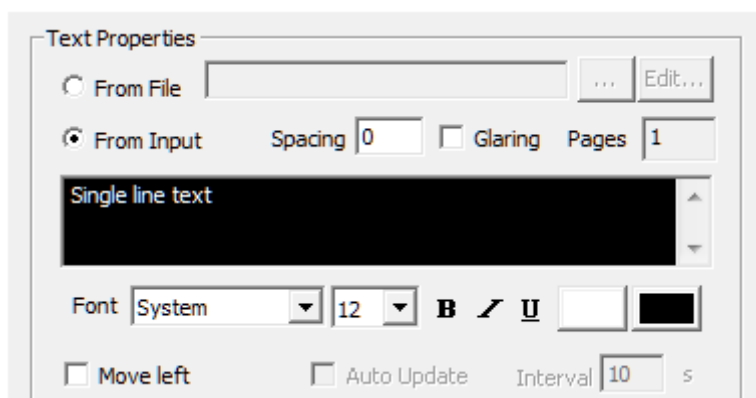 Text Properties
From File ... Edit...
From Input Spacing 0 Glaring Pages 1
Single line text
Font System 12 B I U
Move left Auto Update Interval 10 s